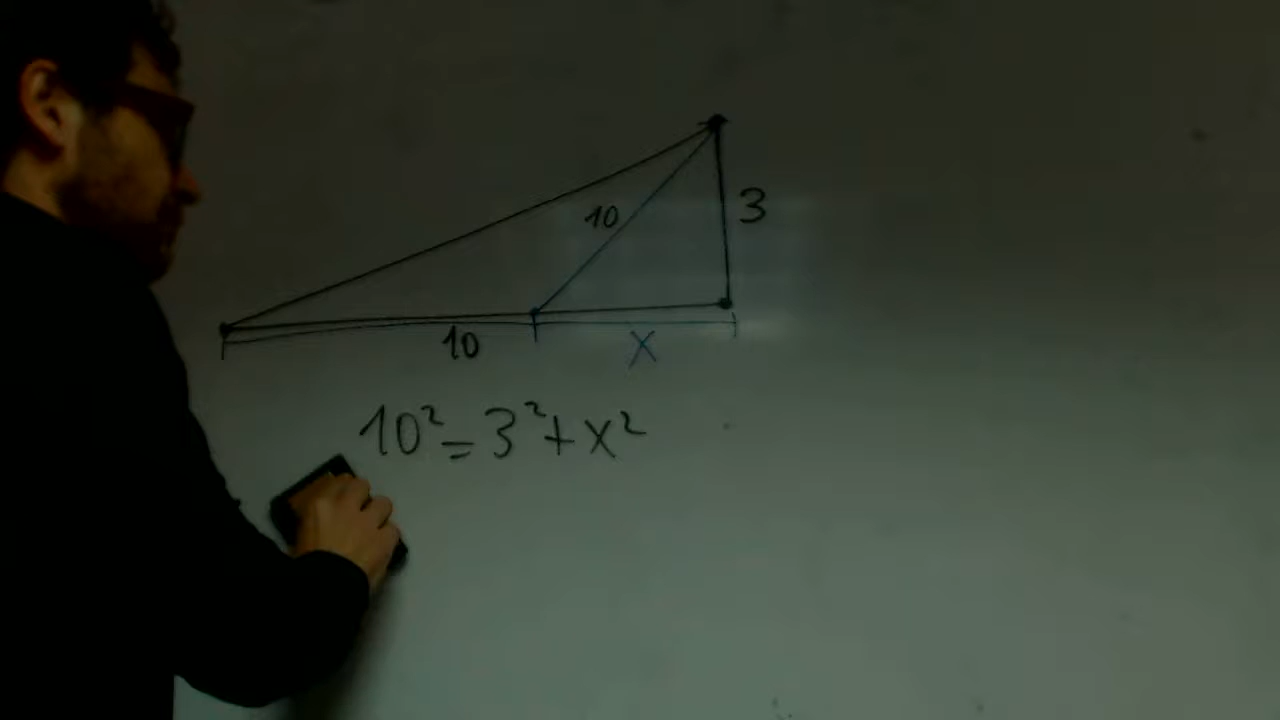 10
3
10
X
10² = 3² + x²